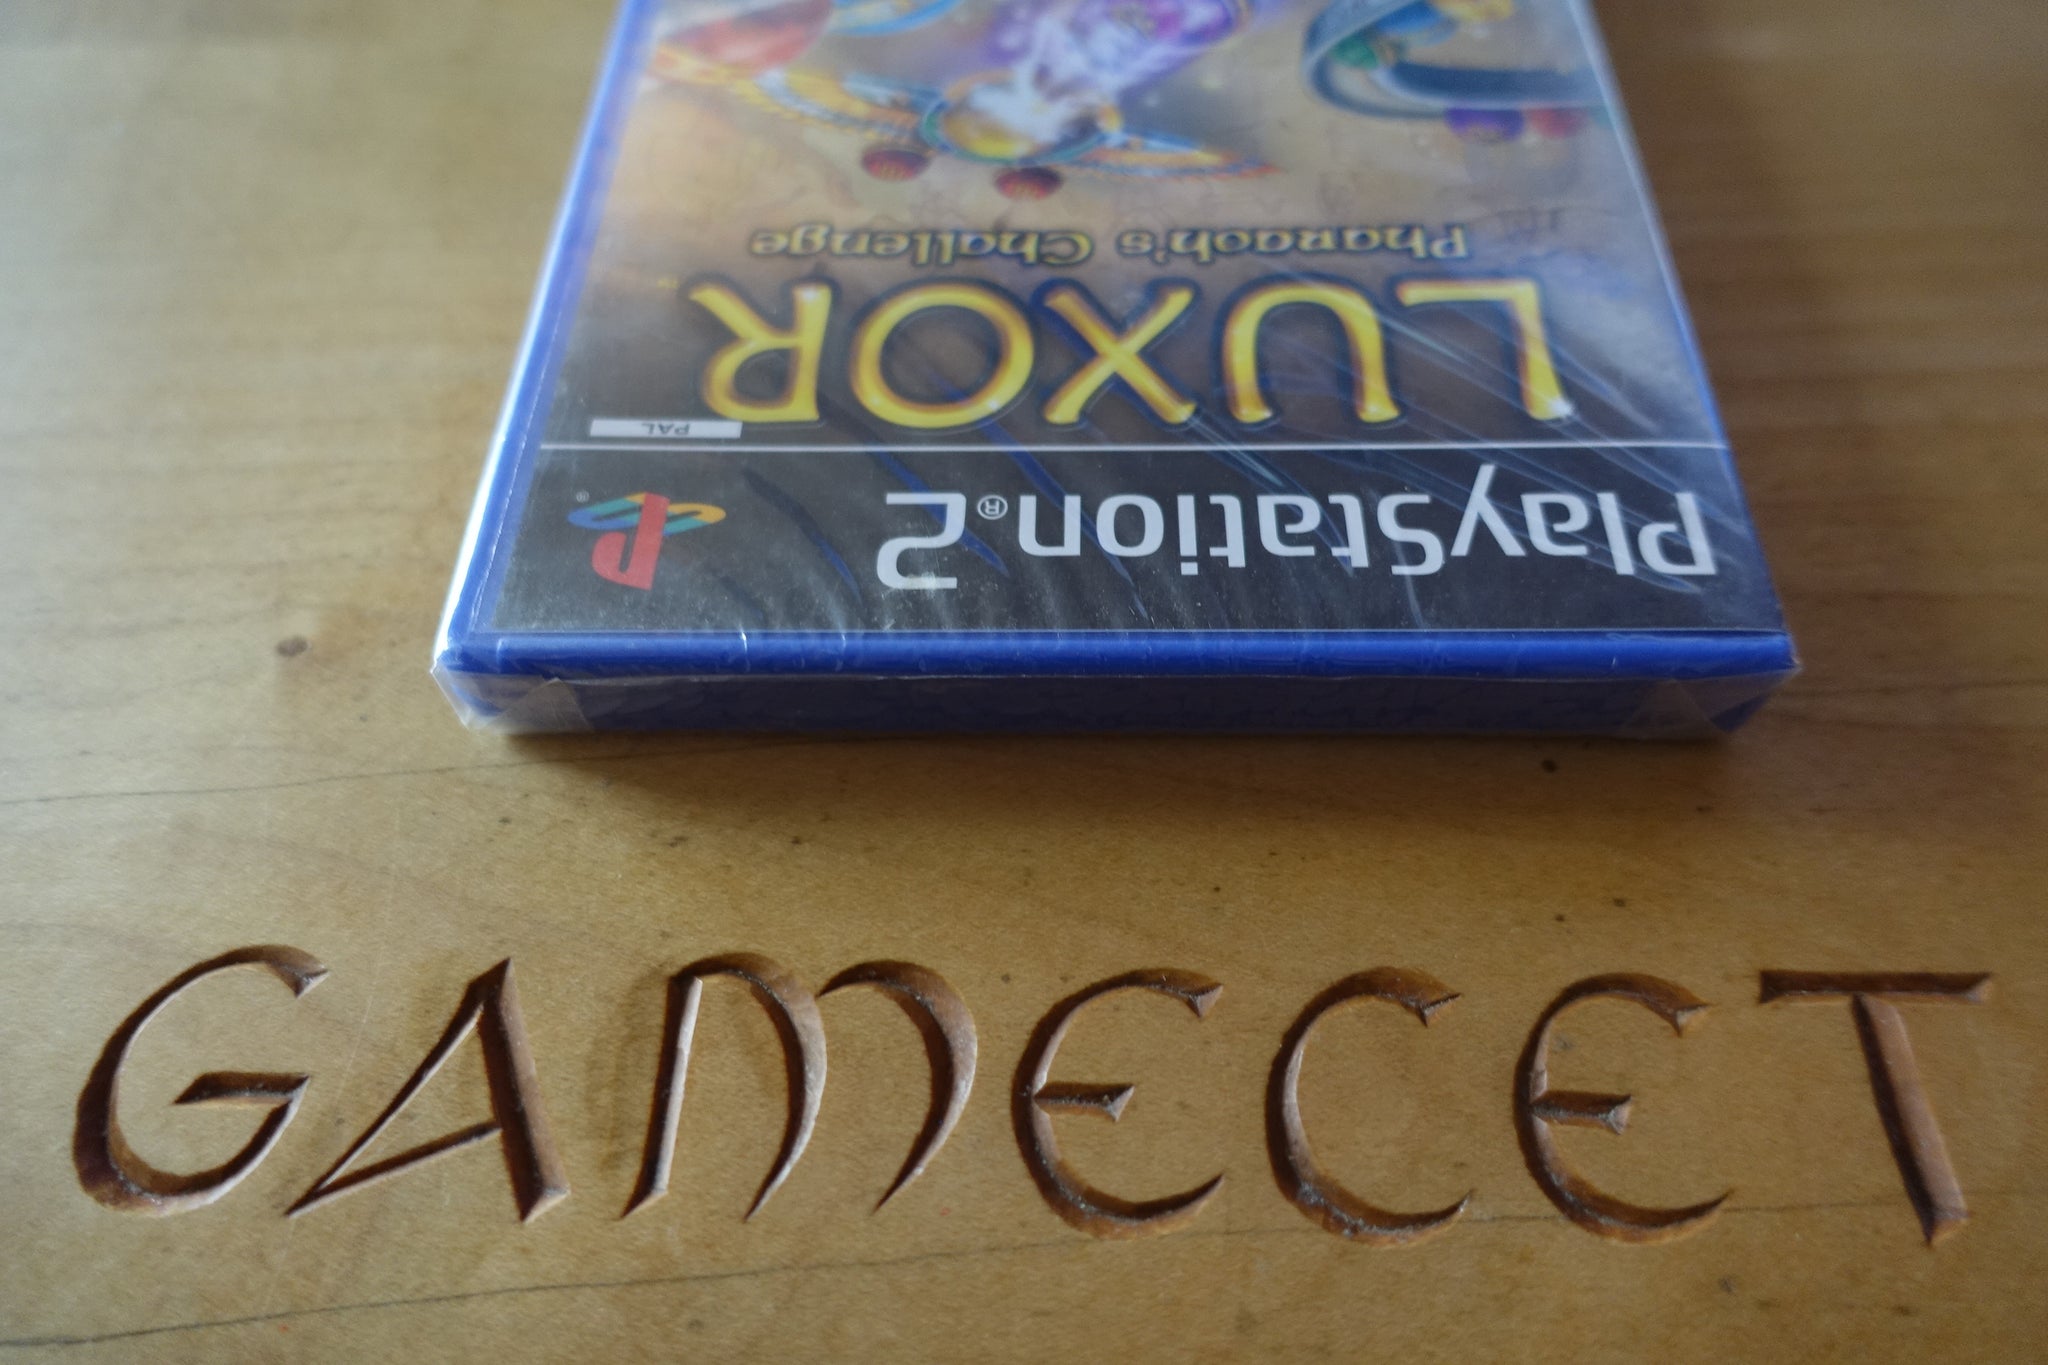 PlayStation®2
PAL
LUXOR™
Pharaoh's Challenge
GAMECET